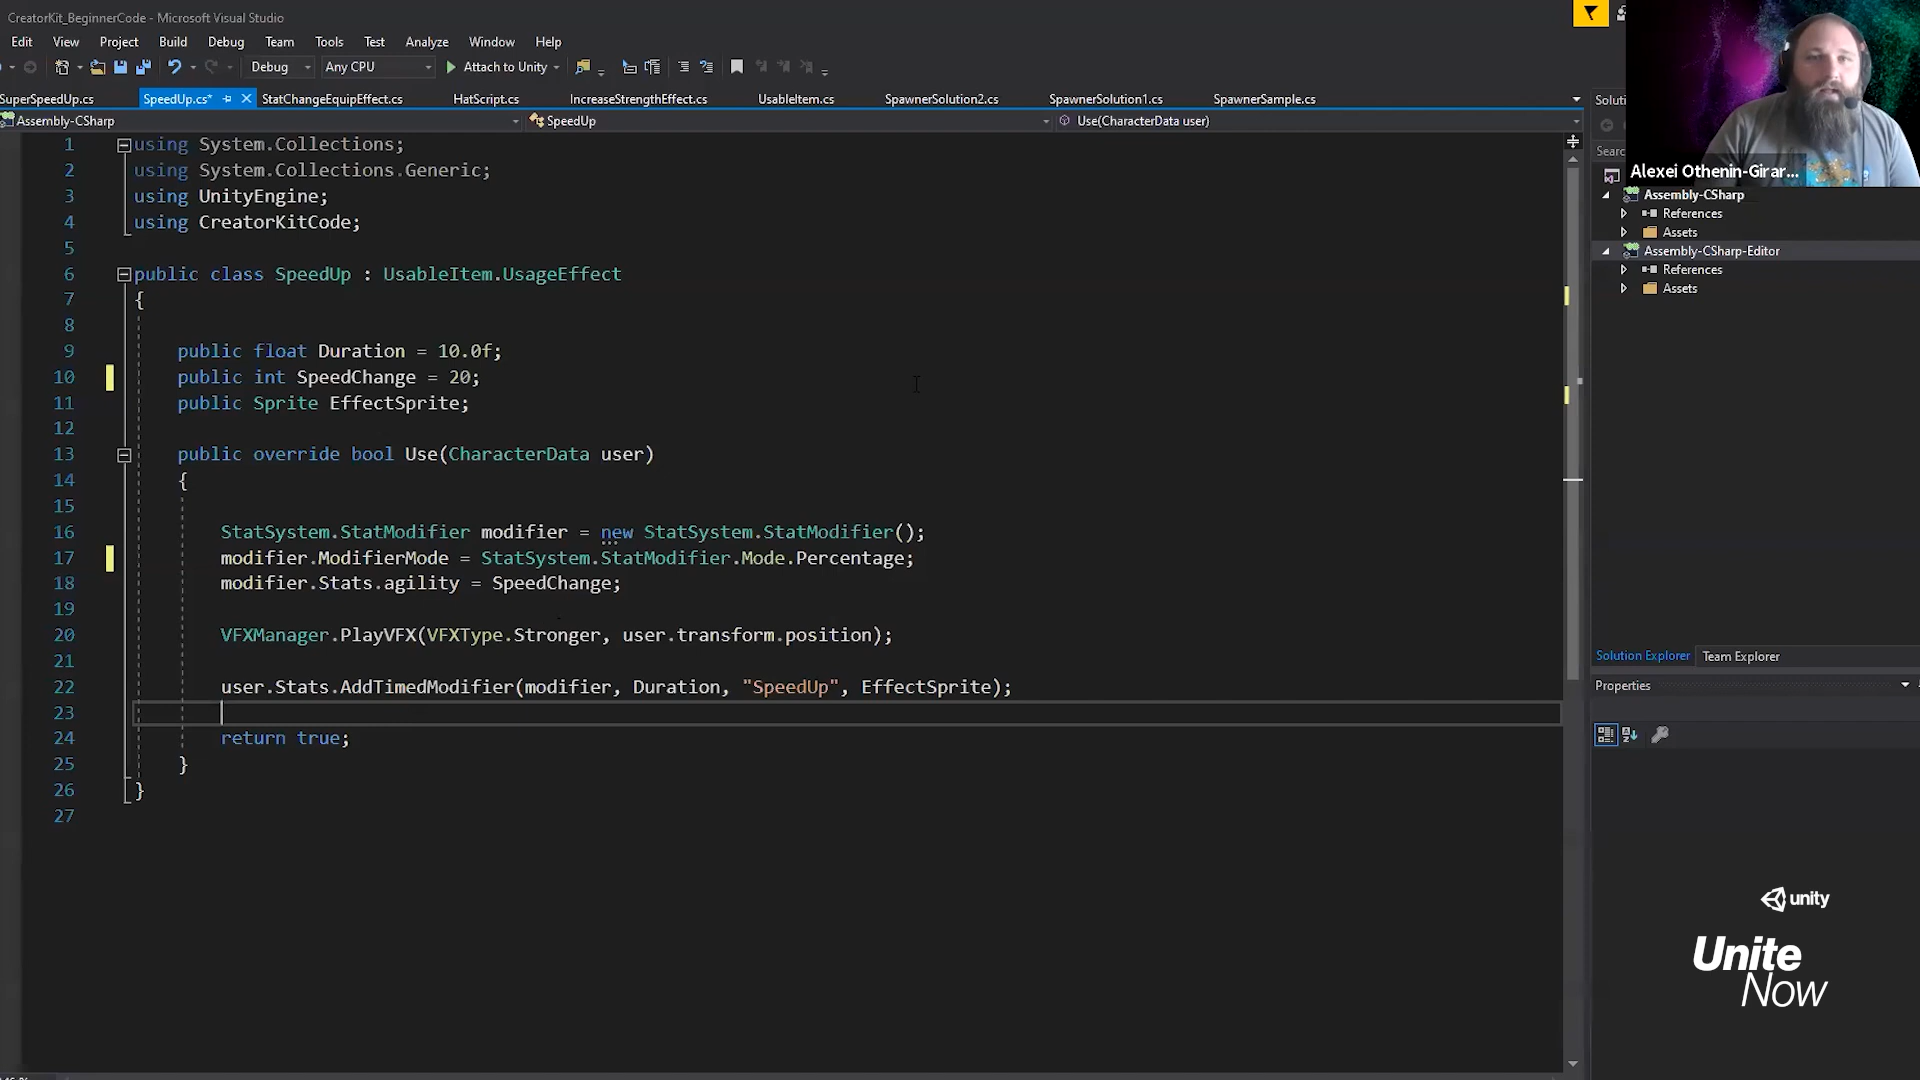 CreatorKit_BeginnerCode - Microsoft Visual Studio
Edit View Project Build Debug Team Tools Test Analyze Window Help
Debug Any CPU Attach to Unity
SuperSpeedUp.cs SpeedUp.cs* StatChangeEquipEffect.cs HatScript.cs IncreaseStrengthEffect.cs UsableItem.cs SpawnerSolution2.cs SpawnerSolution1.cs SpawnerSample.cs
Assembly-CSharp SpeedUp Use(CharacterData user)
1 using System.Collections;
2 using System.Collections.Generic;
3 using UnityEngine;
4 using CreatorKitCode;
5
6 public class SpeedUp : UsableItem.UsageEffect
7 {
8
9 public float Duration = 10.0f;
10 public int SpeedChange = 20;
11 public Sprite EffectSprite;
12
13 public override bool Use(CharacterData user)
14 {
15
16 StatSystem.StatModifier modifier = new StatSystem.StatModifier();
17 modifier.ModifierMode = StatSystem.StatModifier.Mode.Percentage;
18 modifier.Stats.agility = SpeedChange;
19
20 VFXManager.PlayVFX(VFXType.Stronger, user.transform.position);
21
22 user.Stats.AddTimedModifier(modifier, Duration, "SpeedUp", EffectSprite);
23
24 return true;
25 }
26 }
27
Alexei Othenin-Girar...
Assembly-CSharp
References
Assets
Assembly-CSharp-Editor
References
Assets
Solution Explorer Team Explorer
Properties
unity
Unite
Now